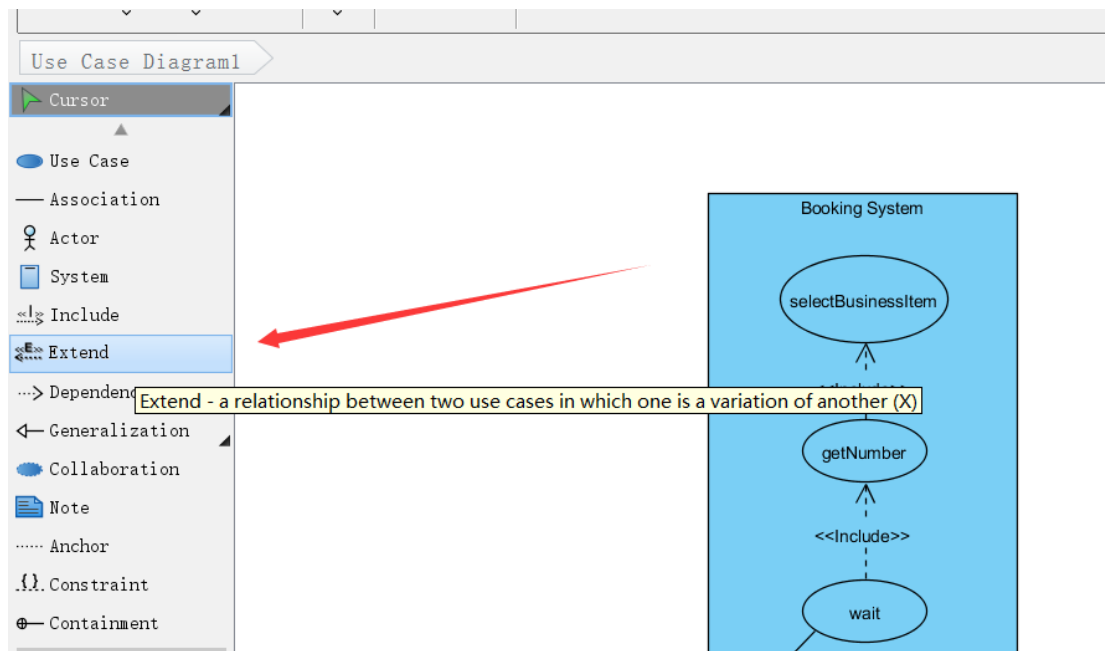 Use Case Diagram1
Cursor
Use Case
Association
Actor
System
Include
Extend
Extend - a relationship between two use cases in which one is a variation of another (X)
Generalization
Collaboration
Note
Anchor
Constraint
Containment
Booking System
selectBusinessItem
getNumber
<<Include>>
wait